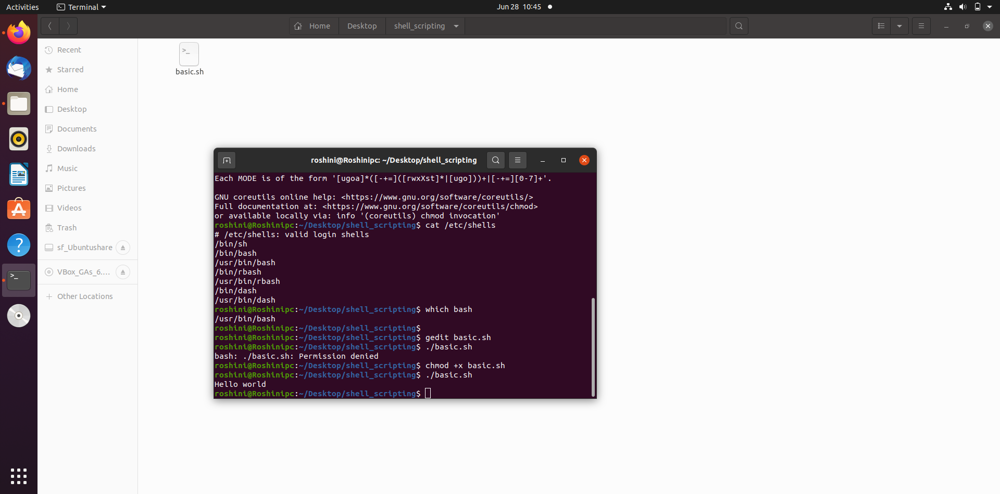 Activities
Terminal
Jun 28 10:45
Home
Desktop
shell_scripting
Recent
Starred
Home
Desktop
Documents
Downloads
Music
Pictures
Videos
Trash
sf_Ubuntushare
VBox_GAs_6....
Other Locations
>_
basic.sh
roshini@Roshinipc: ~/Desktop/shell_scripting
Each MODE is of the form '[ugoa]*([-+=]([rwxXst]*|[ugo]))+|[-+=][0-7]+'.
GNU coreutils online help: <https://www.gnu.org/software/coreutils/>
Full documentation at: <https://www.gnu.org/software/coreutils/chmod>
or available locally via: info '(coreutils) chmod invocation'
roshini@Roshinipc:~/Desktop/shell_scripting$ cat /etc/shells
# /etc/shells: valid login shells
/bin/sh
/bin/bash
/usr/bin/bash
/bin/rbash
/usr/bin/rbash
/bin/dash
/usr/bin/dash
roshini@Roshinipc:~/Desktop/shell_scripting$ which bash
/usr/bin/bash
roshini@Roshinipc:~/Desktop/shell_scripting$
roshini@Roshinipc:~/Desktop/shell_scripting$ gedit basic.sh
roshini@Roshinipc:~/Desktop/shell_scripting$ ./basic.sh
bash: ./basic.sh: Permission denied
roshini@Roshinipc:~/Desktop/shell_scripting$ chmod +x basic.sh
roshini@Roshinipc:~/Desktop/shell_scripting$ ./basic.sh
Hello world
roshini@Roshinipc:~/Desktop/shell_scripting$